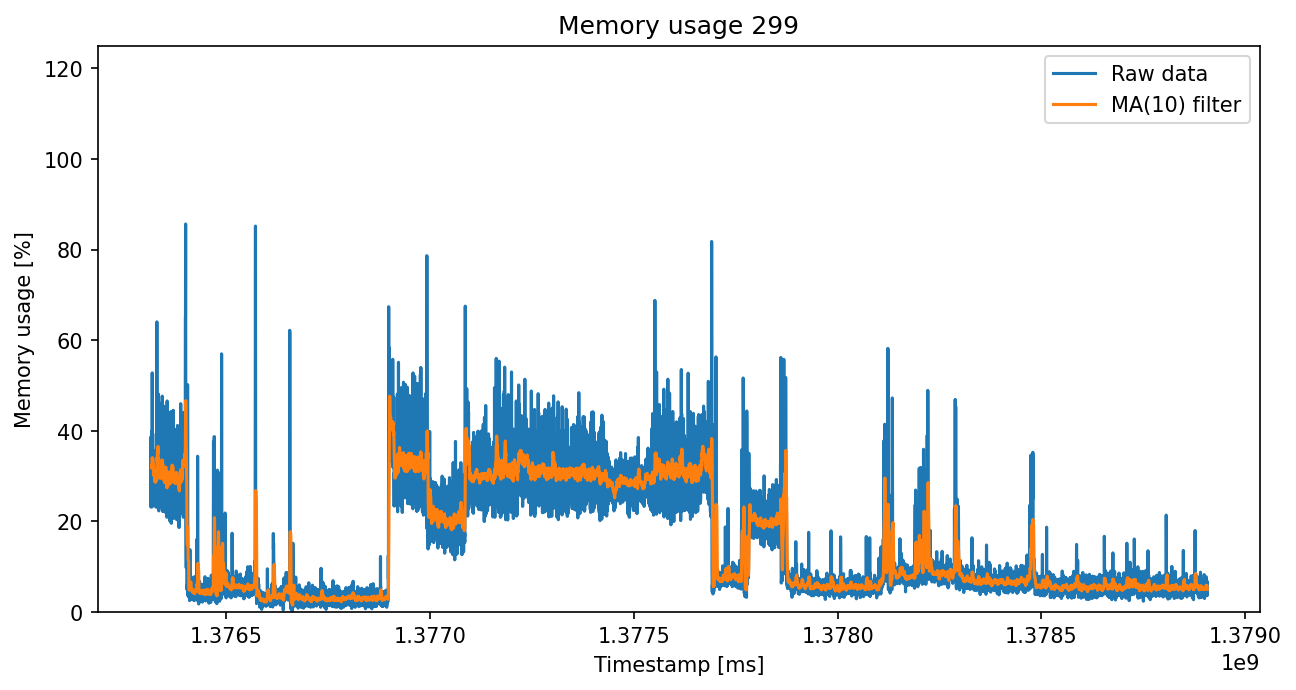 Memory usage 299
Raw data
MA(10) filter
Memory usage [%]
120
100
80
60
40
20
0
1.3765 1.3770 1.3775 1.3780 1.3785 1.3790
1e9
Timestamp [ms]